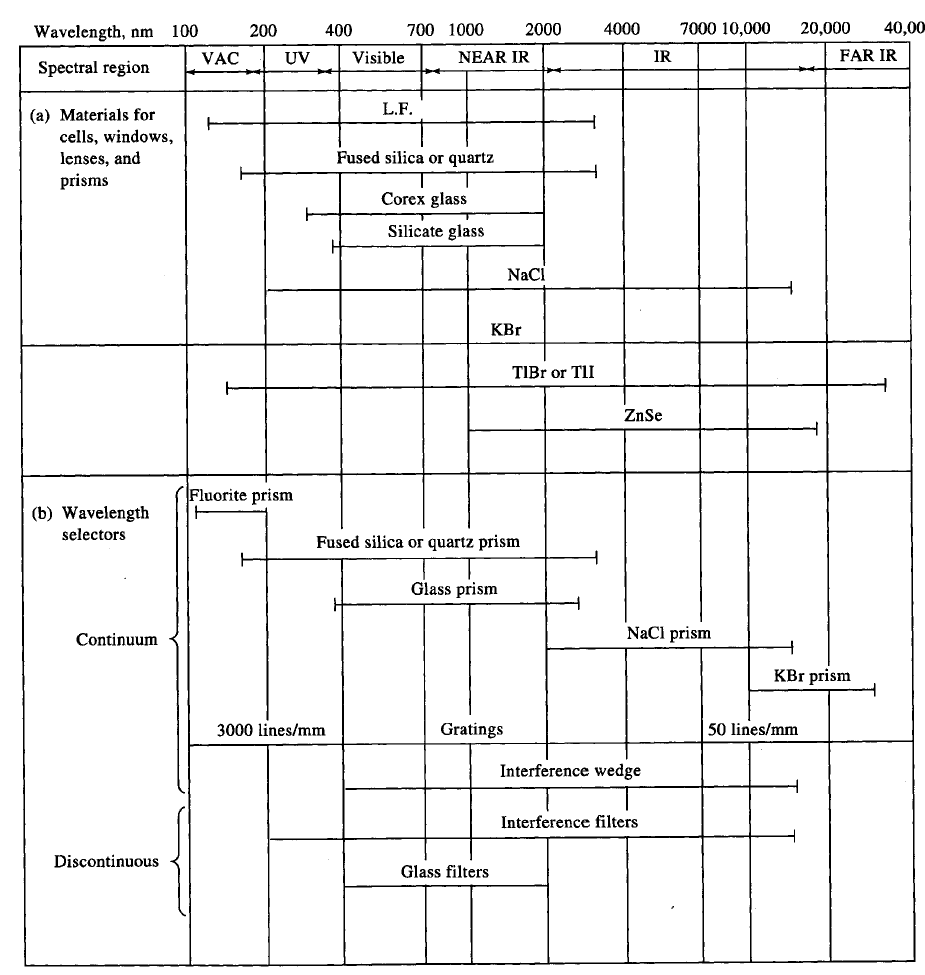 Wavelength, nm 100 200 400 700 1000 2000 4000 7000 10,000 20,000 40,00
Spectral region VAC UV Visible NEAR IR IR FAR IR
(a) Materials for
cells, windows,
lenses, and
prisms
L.F.
Fused silica or quartz
Corex glass
Silicate glass
NaCl
KBr
TlBr or TlI
ZnSe
(b) Wavelength
selectors
Fluorite prism
Fused silica or quartz prism
Glass prism
Continuum
NaCl prism
KBr prism
3000 lines/mm Gratings 50 lines/mm
Interference wedge
Discontinuous
Interference filters
Glass filters